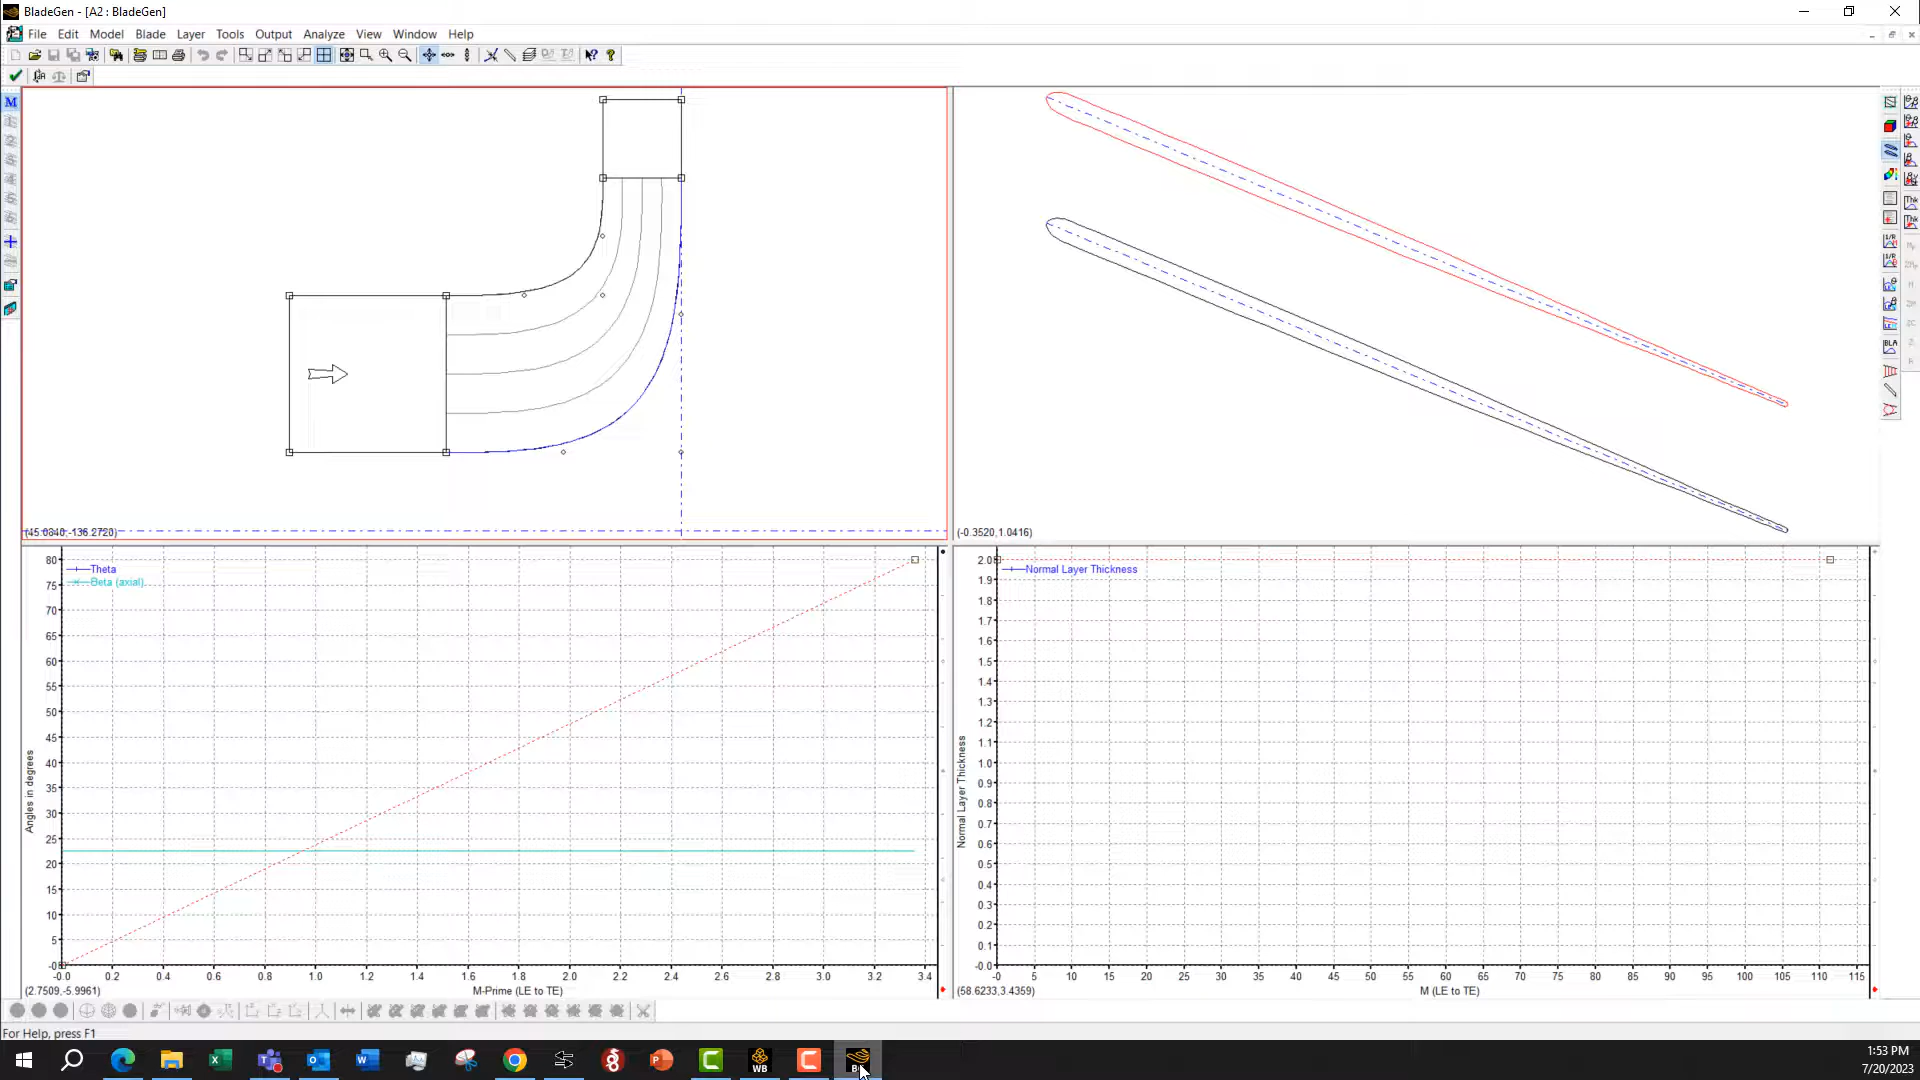 BladeGen - [A2 : BladeGen]
File Edit Model Blade Layer Tools Output Analyze View Window Help
M
(45.0840,-136.2720)
(-0.3520,1.0416)
Theta
Beta (axial)
80
75
70
65
60
55
50
45
40
35
30
25
20
15
10
5
-0
Angles in degrees
-0.0 0.2 0.4 0.6 0.8 1.0 1.2 1.4 1.6 1.8 2.0 2.2 2.4 2.6 2.8 3.0 3.2 3.4
(2.7509,-5.9961)
M-Prime (LE to TE)
Normal Layer Thickness
2.0
1.9
1.8
1.7
1.6
1.5
1.4
1.3
1.2
1.1
1.0
0.9
0.8
0.7
0.6
0.5
0.4
0.3
0.2
0.1
-0.0
Normal Layer Thickness
-0 5 10 15 20 25 30 35 40 45 50 55 60 65 70 75 80 85 90 95 100 105 110 115
(58.6233,3.4359)
M (LE to TE)
BLA
For Help, press F1
WB
1:53 PM
7/20/2023